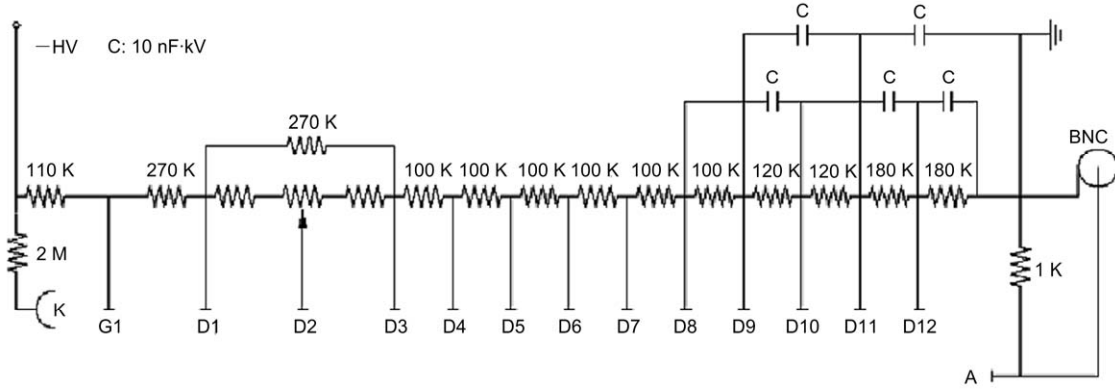 C C
—HV C: 10 nF·kV
C C C
270 K
BNC
110 K 270 K 100 K 100 K 100 K 100 K 100 K 100 K 120 K 120 K 180 K 180 K
2 M
1 K
K
G1 D1 D2 D3 D4 D5 D6 D7 D8 D9 D10 D11 D12
A